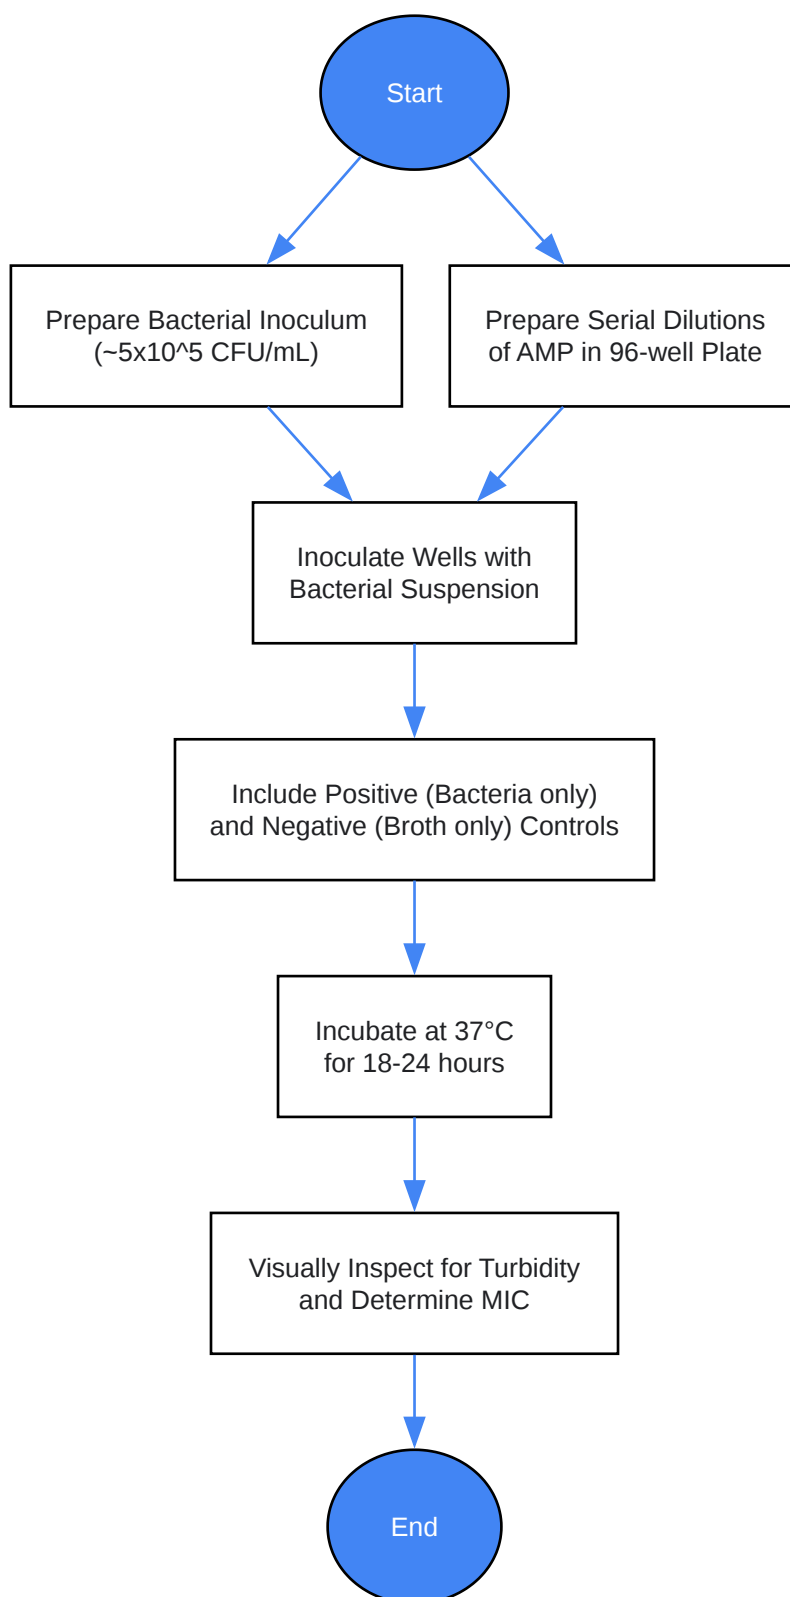 Start
Prepare Bacterial Inoculum
(~5x10^5 CFU/mL)
Prepare Serial Dilutions
of AMP in 96-well Plate
Inoculate Wells with
Bacterial Suspension
Include Positive (Bacteria only)
and Negative (Broth only) Controls
Incubate at 37°C
for 18-24 hours
Visually Inspect for Turbidity
and Determine MIC
End